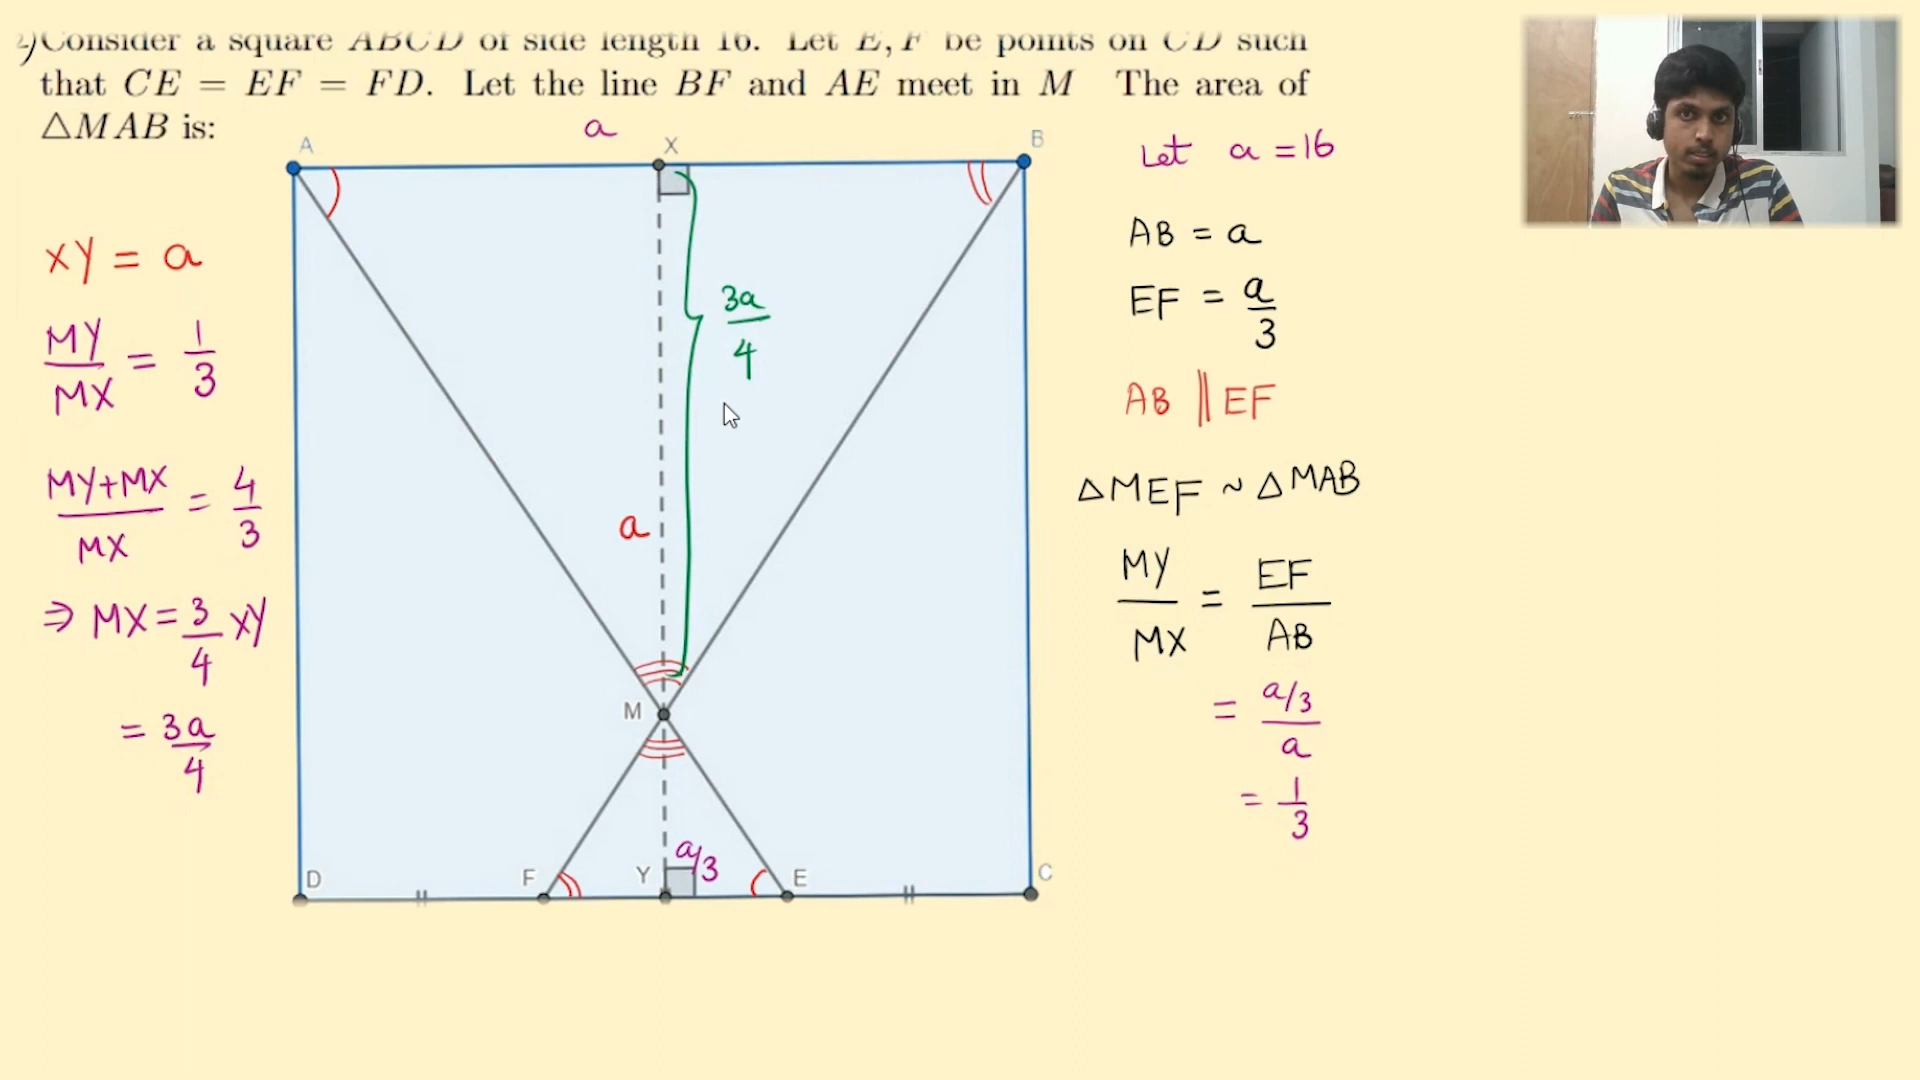 2) Consider a square ABCD of side length 16. Let E, F be points on CD such
that CE = EF = FD. Let the line BF and AE meet in M The area of
△MAB is:
a
A
X
B
Let a = 16
XY = a
MY/MX = 1/3
MY+MX/MX = 4/3
⇒ MX = 3/4 XY
= 3a/4
3a/4
a
M
a/3
D
F
Y
E
C
AB = a
EF = a/3
AB ∥ EF
△MEF ~ △MAB
MY/MX = EF/AB
= a/3/a
= 1/3